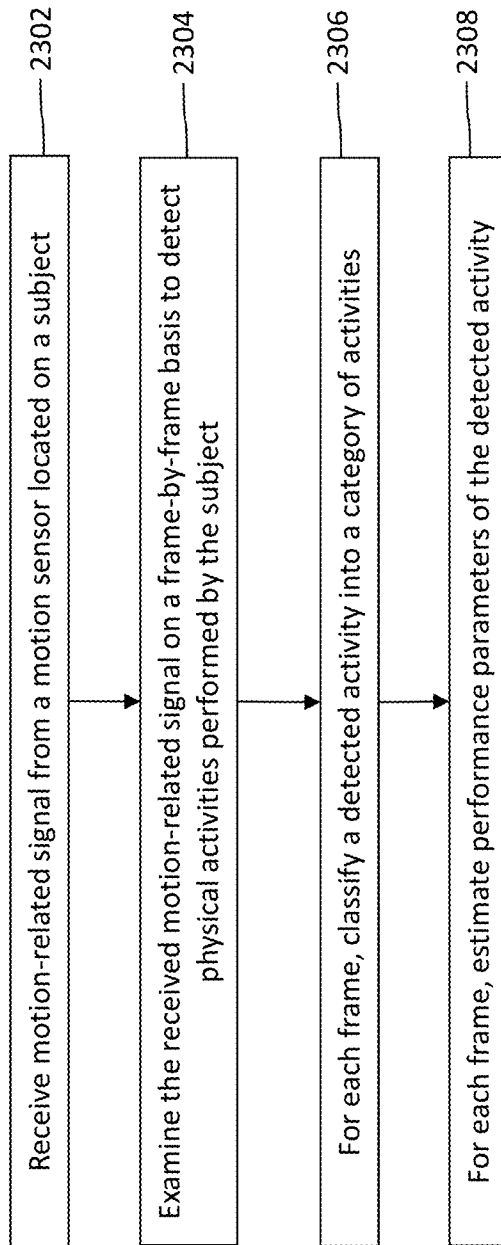 Receive motion-related signal from a motion sensor located on a subject
2302
Examine the received motion-related signal on a frame-by-frame basis to detect
physical activities performed by the subject
2304
For each frame, classify a detected activity into a category of activities
2306
For each frame, estimate performance parameters of the detected activity
2308